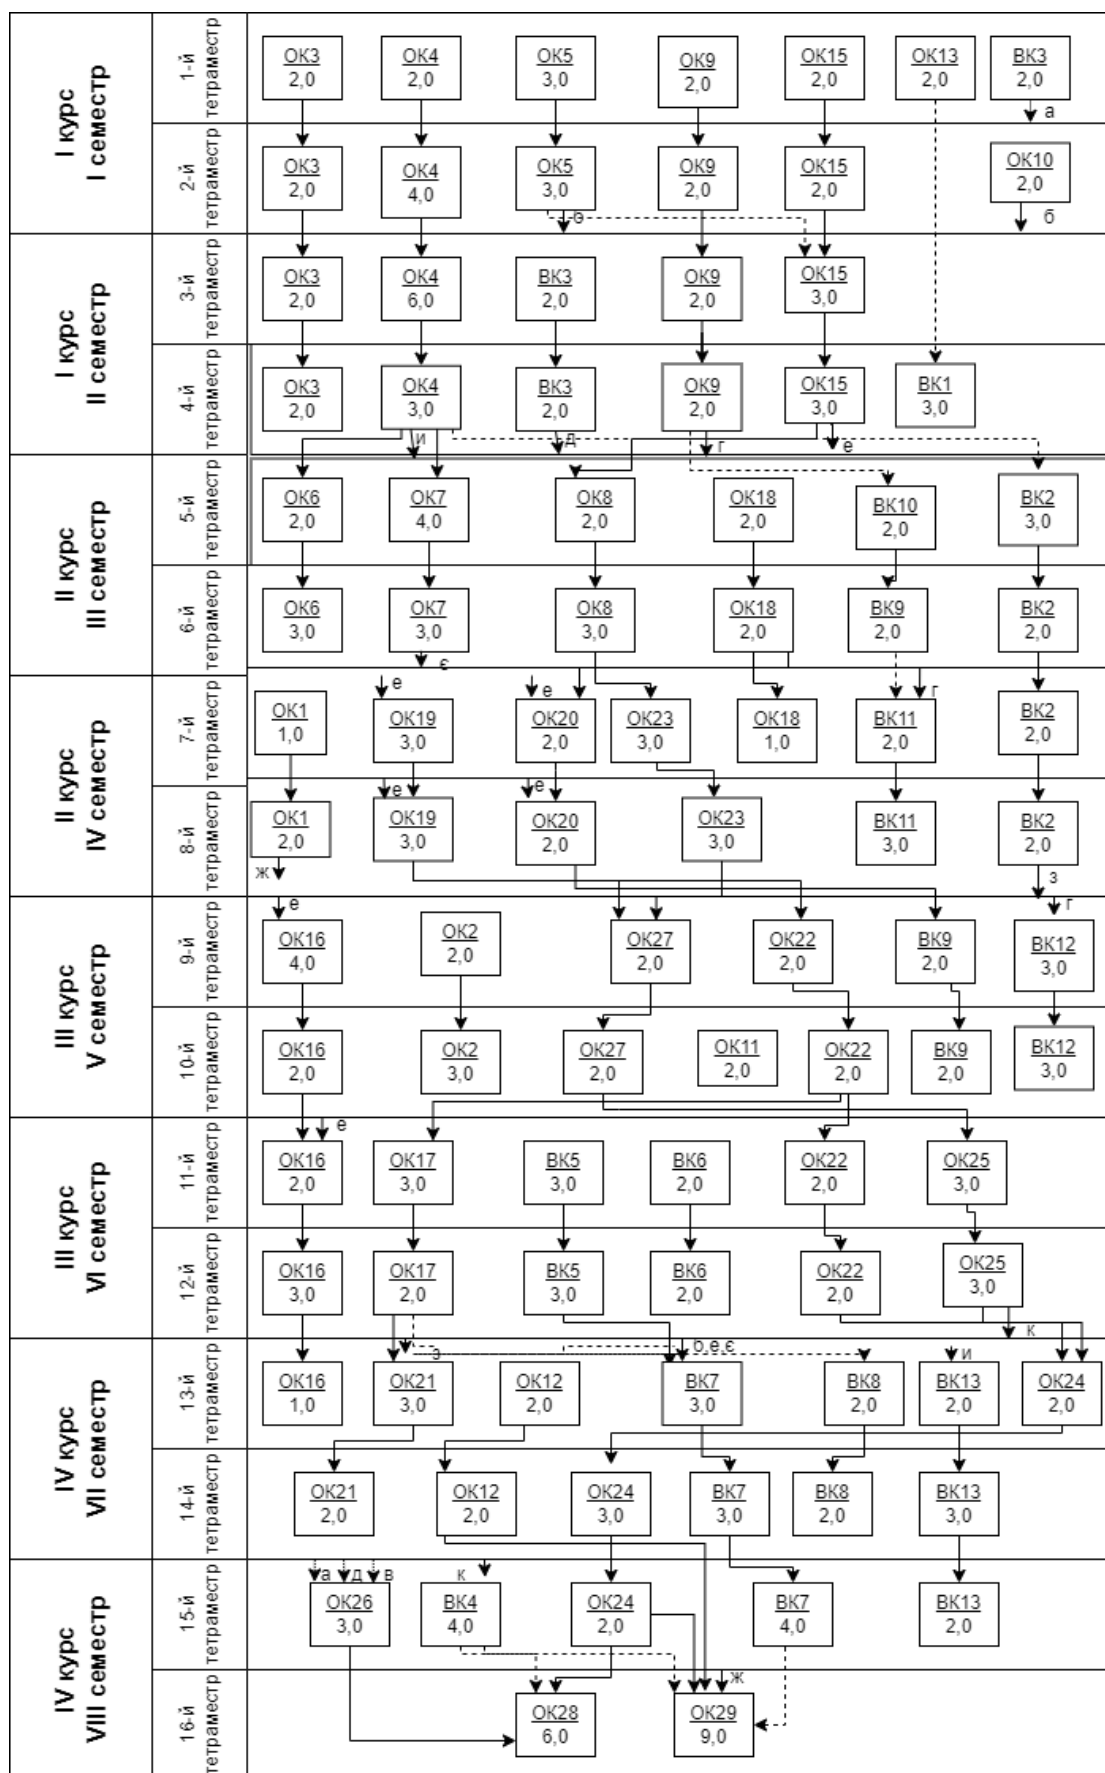 I курс
I семестр
1-й
тетраместр
ОК3
2,0
ОК4
2,0
ОК5
3,0
ОК9
2,0
ОК15
2,0
ОК13
2,0
ВК3
2,0
а
2-й
тетраместр
ОК3
2,0
ОК4
4,0
ОК5
3,0
ОК9
2,0
ОК15
2,0
ОК10
2,0
б
I курс
II семестр
3-й
тетраместр
ОК3
2,0
ОК4
6,0
ВК3
2,0
ОК9
2,0
ОК15
3,0
4-й
тетраместр
ОК3
2,0
ОК4
3,0
ВК3
2,0
ОК9
2,0
ОК15
3,0
ВК1
3,0
и
д
г
е
II курс
III семестр
5-й
тетраместр
ОК6
2,0
ОК7
4,0
ОК8
2,0
ОК18
2,0
ВК10
2,0
ВК2
3,0
6-й
тетраместр
ОК6
3,0
ОК7
3,0
ОК8
3,0
ОК18
2,0
ВК9
2,0
ВК2
2,0
є
II курс
IV семестр
7-й
тетраместр
е
е
г
ОК1
1,0
ОК19
3,0
ОК20
2,0
ОК23
3,0
ОК18
1,0
ВК11
2,0
ВК2
2,0
8-й
тетраместр
е
е
ОК1
2,0
ОК19
3,0
ОК20
2,0
ОК23
3,0
ВК11
3,0
ВК2
2,0
ж
з
III курс
V семестр
9-й
тетраместр
е
г
ОК16
4,0
ОК2
2,0
ОК27
2,0
ОК22
2,0
ВК9
2,0
ВК12
3,0
10-й
тетраместр
ОК16
2,0
ОК2
3,0
ОК27
2,0
ОК11
2,0
ОК22
2,0
ВК9
2,0
ВК12
3,0
III курс
VI семестр
11-й
тетраместр
е
ОК16
2,0
ОК17
3,0
ВК5
3,0
ВК6
2,0
ОК22
2,0
ОК25
3,0
12-й
тетраместр
ОК16
3,0
ОК17
2,0
ВК5
3,0
ВК6
2,0
ОК22
2,0
ОК25
3,0
к
IV курс
VII семестр
13-й
тетраместр
з
б,е,є
и
ОК16
1,0
ОК21
3,0
ОК12
2,0
ВК7
3,0
ВК8
2,0
ВК13
2,0
ОК24
2,0
14-й
тетраместр
ОК21
2,0
ОК12
2,0
ОК24
3,0
ВК7
3,0
ВК8
2,0
ВК13
3,0
IV курс
VIII семестр
15-й
тетраместр
а
д
в
к
ОК26
3,0
ВК4
4,0
ОК24
2,0
ВК7
4,0
ВК13
2,0
16-й
тетраместр
ж
ОК28
6,0
ОК29
9,0